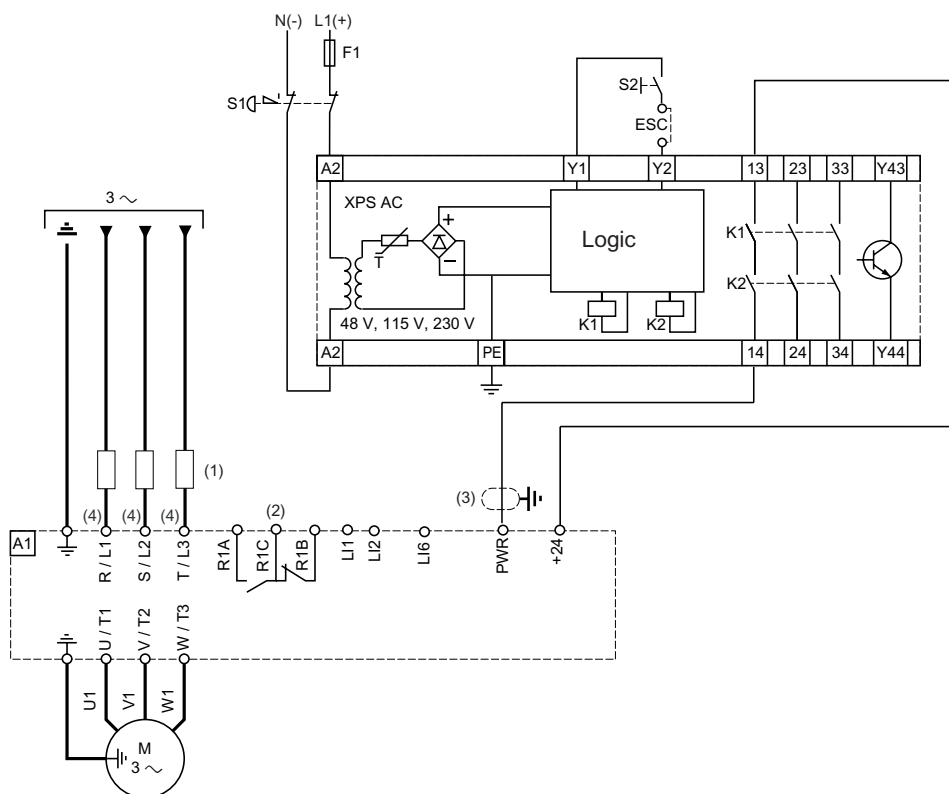 N(-) L1(+)
F1
S1
S2
ESC
A2 Y1 Y2 13 23 33 Y43
XPS AC
+
T
−
Logic
K1
K2
48 V, 115 V, 230 V
K1 K2
A2 PE 14 24 34 Y44
3 ~
(1)
(2)
(3)
(4) (4) (4)
A1
R / L1
S / L2
T / L3
R1A
R1C
R1B
LI1
LI2
LI6
PWR
+24
U / T1
V / T2
W / T3
U1
V1
W1
M
3 ~